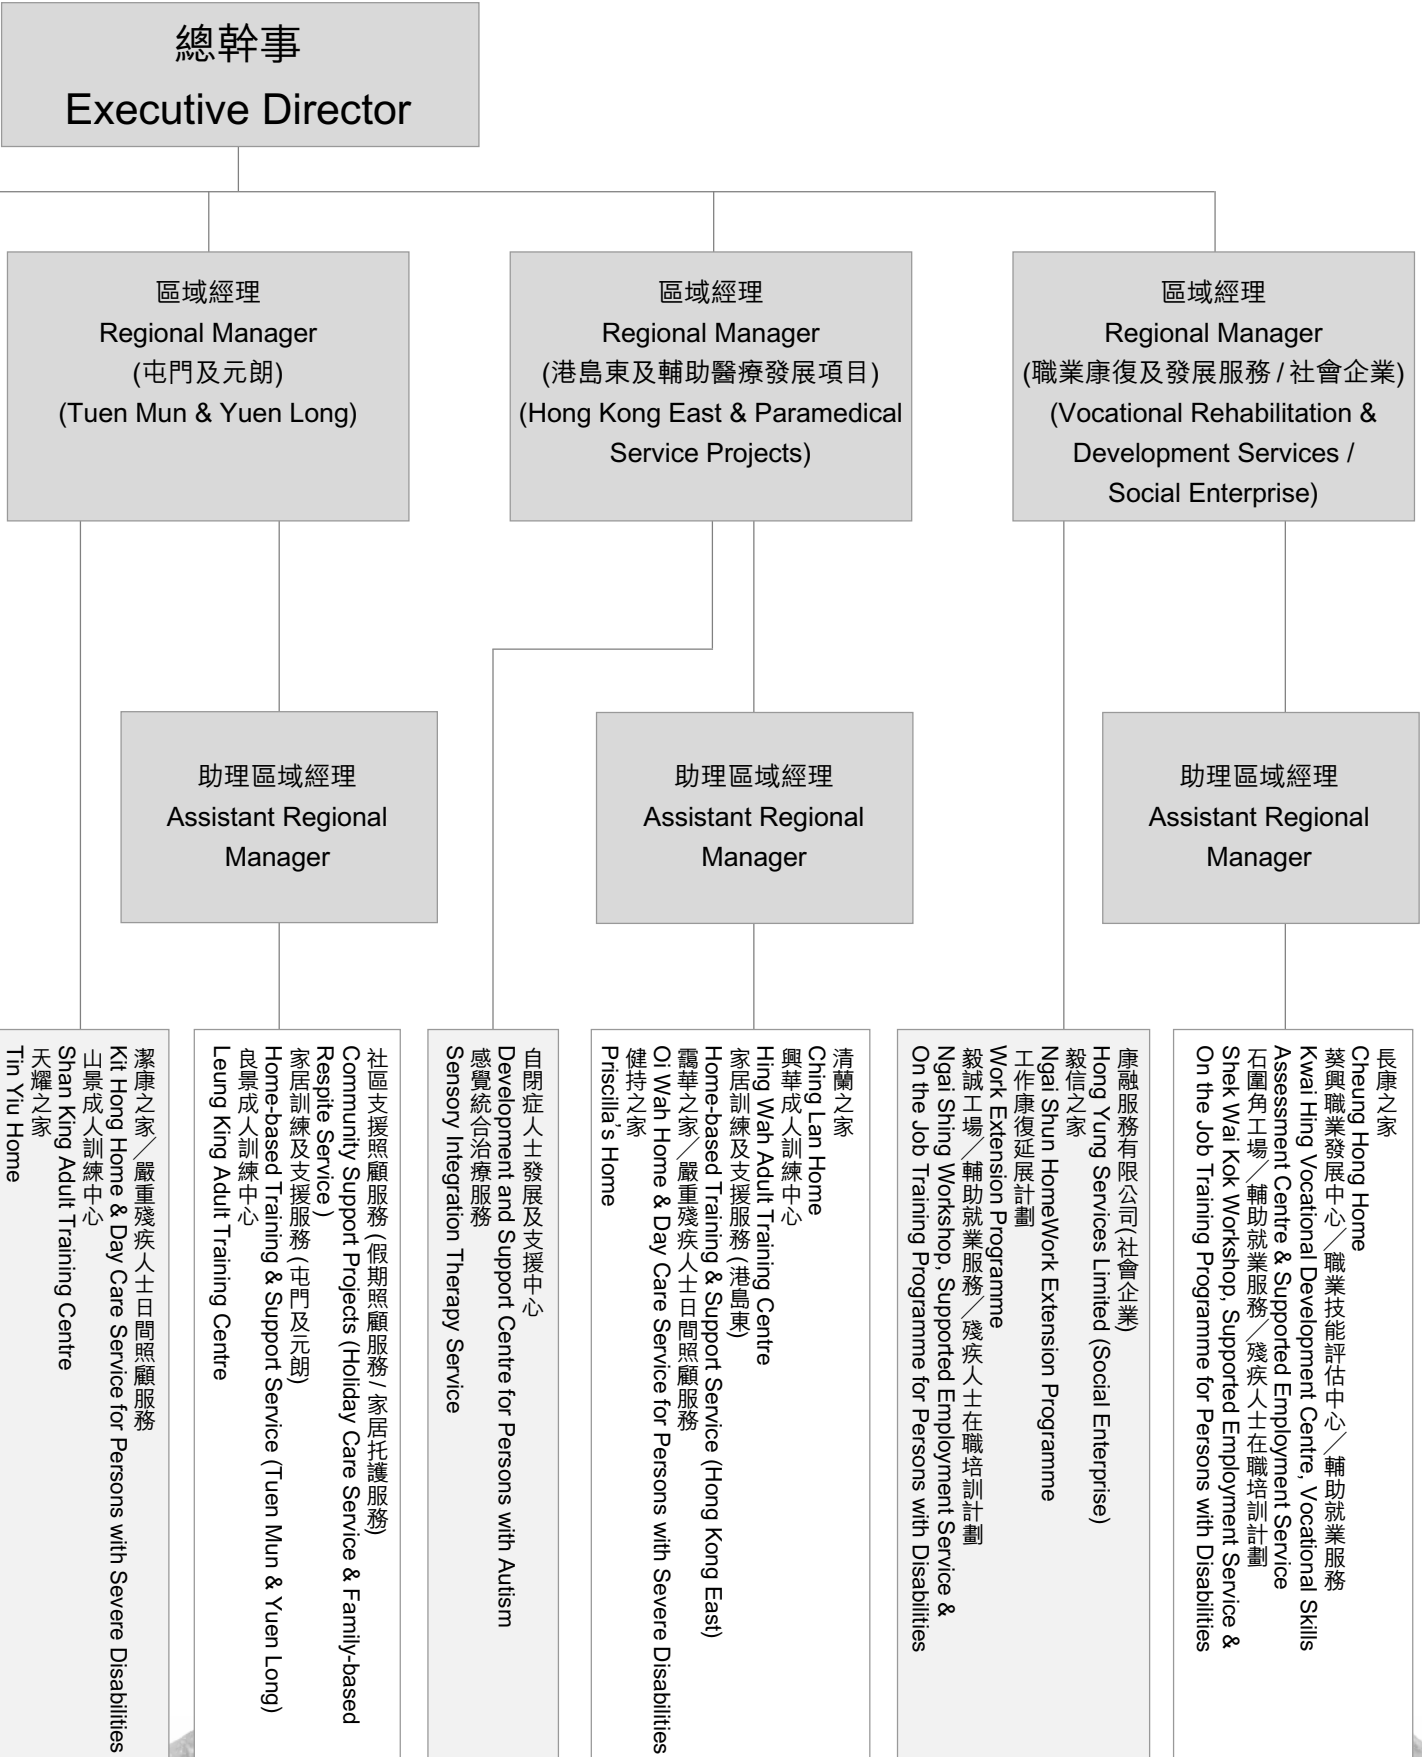 總幹事
Executive Director
區域經理
Regional Manager
(屯門及元朗)
(Tuen Mun & Yuen Long)
區域經理
Regional Manager
(港島東及輔助醫療發展項目)
(Hong Kong East & Paramedical
Service Projects)
區域經理
Regional Manager
(職業康復及發展服務 / 社會企業)
(Vocational Rehabilitation &
Development Services /
Social Enterprise)
助理區域經理
Assistant Regional
Manager
助理區域經理
Assistant Regional
Manager
助理區域經理
Assistant Regional
Manager
潔康之家／嚴重殘疾人士日間照顧服務
Kit Hong Home & Day Care Service for Persons with Severe Disabilities
山景成人訓練中心
Shan King Adult Training Centre
天耀之家
Tin Yiu Home
社區支援照顧服務 (假期照顧服務 / 家居托護服務)
Community Support Projects (Holiday Care Service & Family-based
Respite Service )
家居訓練及支援服務 (屯門及元朗)
Home-based Training & Support Service (Tuen Mun & Yuen Long)
良景成人訓練中心
Leung King Adult Training Centre
自閉症人士發展及支援中心
Development and Support Centre for Persons with Autism
感覺統合治療服務
Sensory Integration Therapy Service
清蘭之家
Ching Lan Home
興華成人訓練中心
Hing Wah Adult Training Centre
家居訓練及支援服務 (港島東)
Home-based Training & Support Service (Hong Kong East)
靄華之家／嚴重殘疾人士日間照顧服務
Oi Wah Home & Day Care Service for Persons with Severe Disabilities
健持之家
Priscilla's Home
康融服務有限公司(社會企業)
Hong Yung Services Limited (Social Enterprise)
毅信之家
Ngai Shun HomeWork Extension Programme
工作康復延展計劃
Work Extension Programme
毅誠工場／輔助就業服務／殘疾人士在職培訓計劃
Ngai Shing Workshop, Supported Employment Service &
On the Job Training Programme for Persons with Disabilities
長康之家
Cheung Hong Home
葵興職業發展中心／職業技能評估中心／輔助就業服務
Kwai Hing Vocational Development Centre, Vocational Skills
Assessment Centre & Supported Employment Service
石圍角工場／輔助就業服務／殘疾人士在職培訓計劃
Shek Wai Kok Workshop, Supported Employment Service &
On the Job Training Programme for Persons with Disabilities